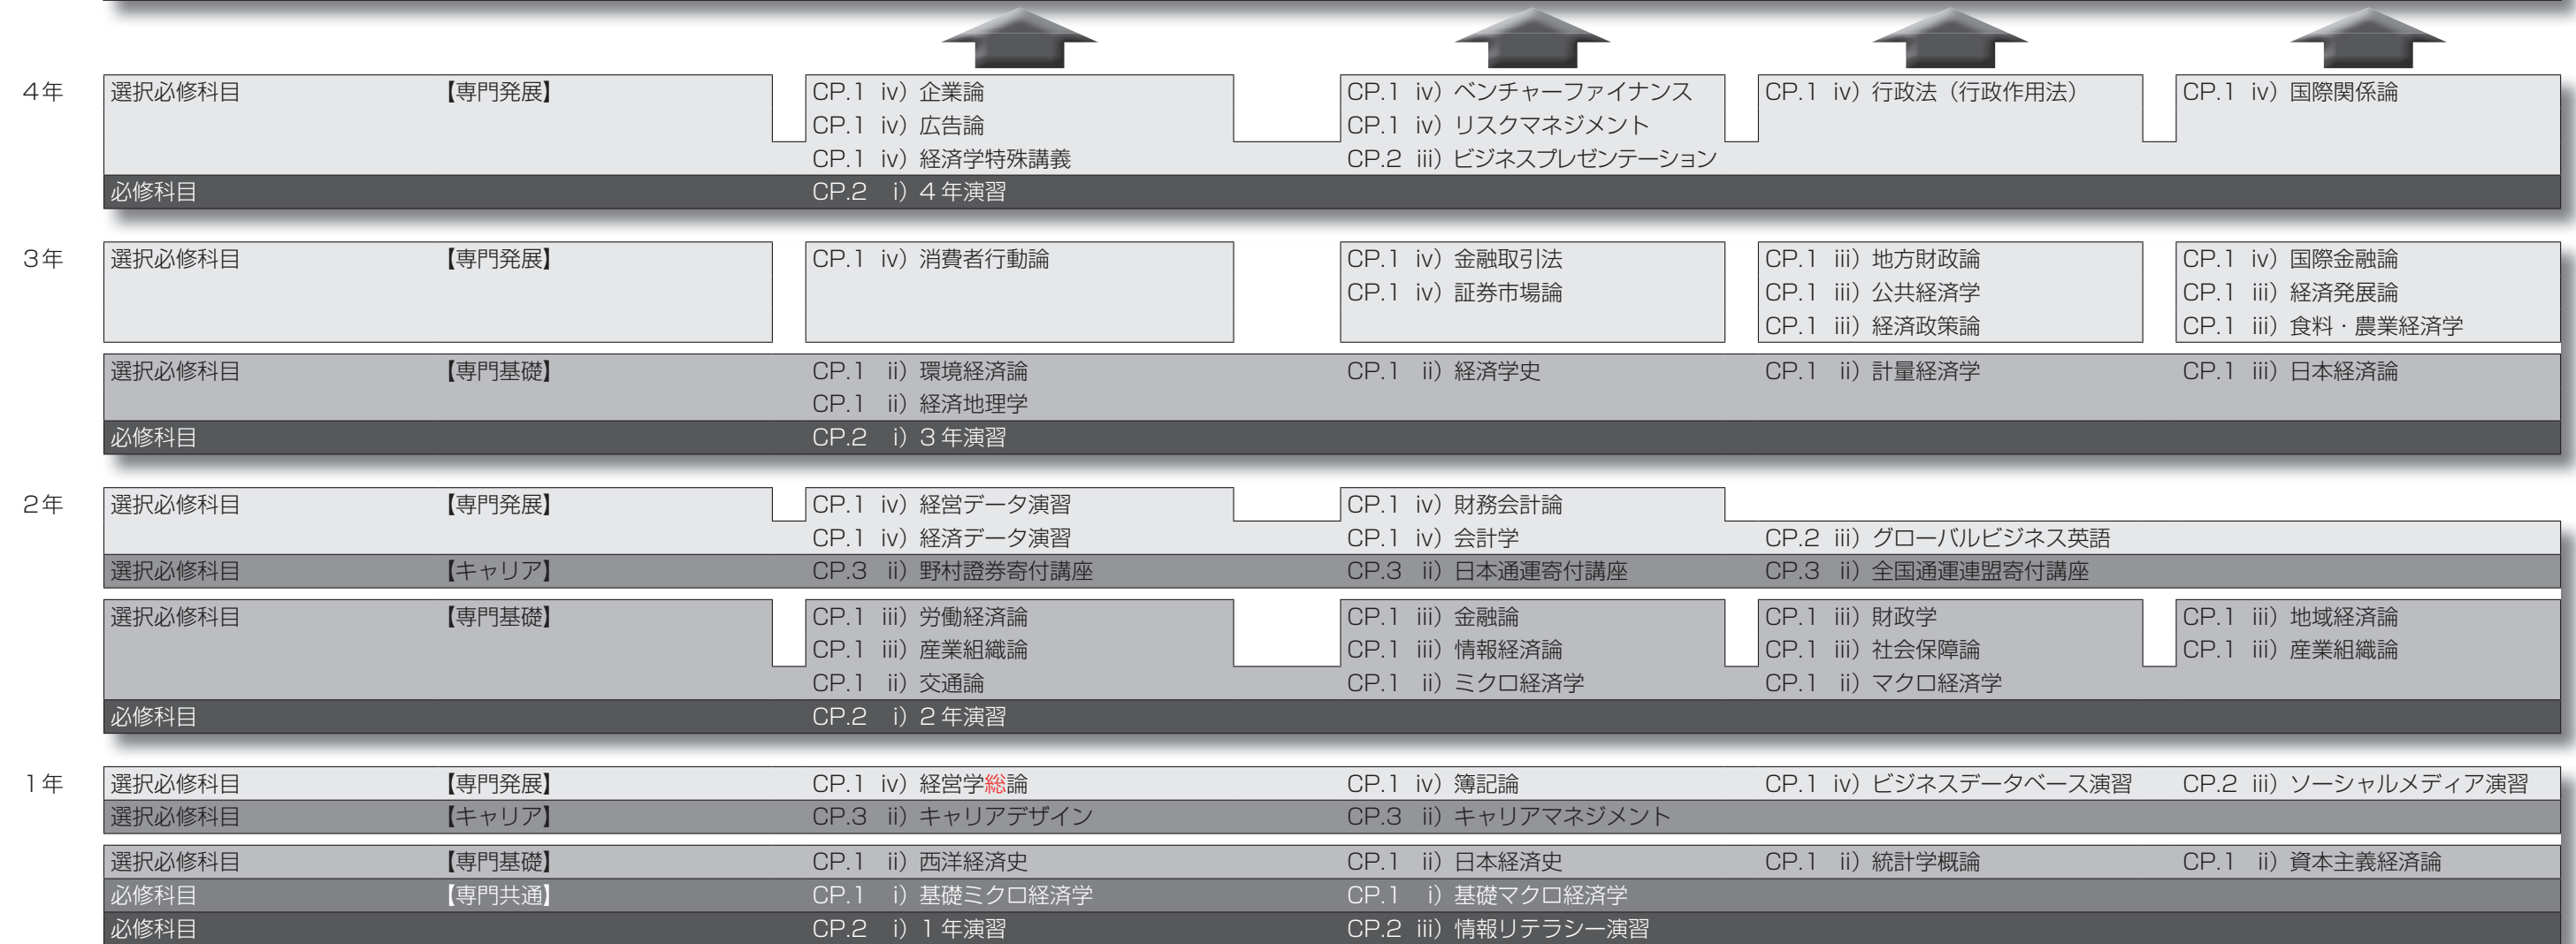 4年 選択必修科目 【専門発展】 CP.1 iv）企業論 CP.1 iv）ベンチャーファイナンス CP.1 iv）行政法（行政作用法） CP.1 iv）国際関係論
CP.1 iv）広告論 CP.1 iv）リスクマネジメント
CP.1 iv）経済学特殊講義 CP.2 iii）ビジネスプレゼンテーション
必修科目 CP.2 i）4年演習
3年 選択必修科目 【専門発展】 CP.1 iv）消費者行動論 CP.1 iv）金融取引法 CP.1 iii）地方財政論 CP.1 iv）国際金融論
CP.1 iv）証券市場論 CP.1 iii）公共経済学 CP.1 iii）経済発展論
CP.1 iii）経済政策論 CP.1 iii）食料・農業経済学
選択必修科目 【専門基礎】 CP.1 ii）環境経済論 CP.1 ii）経済学史 CP.1 ii）計量経済学 CP.1 iii）日本経済論
CP.1 ii）経済地理学
必修科目 CP.2 i）3年演習
2年 選択必修科目 【専門発展】 CP.1 iv）経営データ演習 CP.1 iv）財務会計論
CP.1 iv）経済データ演習 CP.1 iv）会計学 CP.2 iii）グローバルビジネス英語
選択必修科目 【キャリア】 CP.3 ii）野村證券寄付講座 CP.3 ii）日本通運寄付講座 CP.3 ii）全国通運連盟寄付講座
選択必修科目 【専門基礎】 CP.1 iii）労働経済論 CP.1 iii）金融論 CP.1 iii）財政学 CP.1 iii）地域経済論
CP.1 iii）産業組織論 CP.1 iii）情報経済論 CP.1 iii）社会保障論 CP.1 iii）産業組織論
CP.1 ii）交通論 CP.1 ii）ミクロ経済学 CP.1 ii）マクロ経済学
必修科目 CP.2 i）2年演習
1年 選択必修科目 【専門発展】 CP.1 iv）経営学総論 CP.1 iv）簿記論 CP.1 iv）ビジネスデータベース演習 CP.2 iii）ソーシャルメディア演習
選択必修科目 【キャリア】 CP.3 ii）キャリアデザイン CP.3 ii）キャリアマネジメント
選択必修科目 【専門基礎】 CP.1 ii）西洋経済史 CP.1 ii）日本経済史 CP.1 ii）統計学概論 CP.1 ii）資本主義経済論
必修科目 【専門共通】 CP.1 i）基礎ミクロ経済学 CP.1 i）基礎マクロ経済学
必修科目 CP.2 i）1年演習 CP.2 iii）情報リテラシー演習